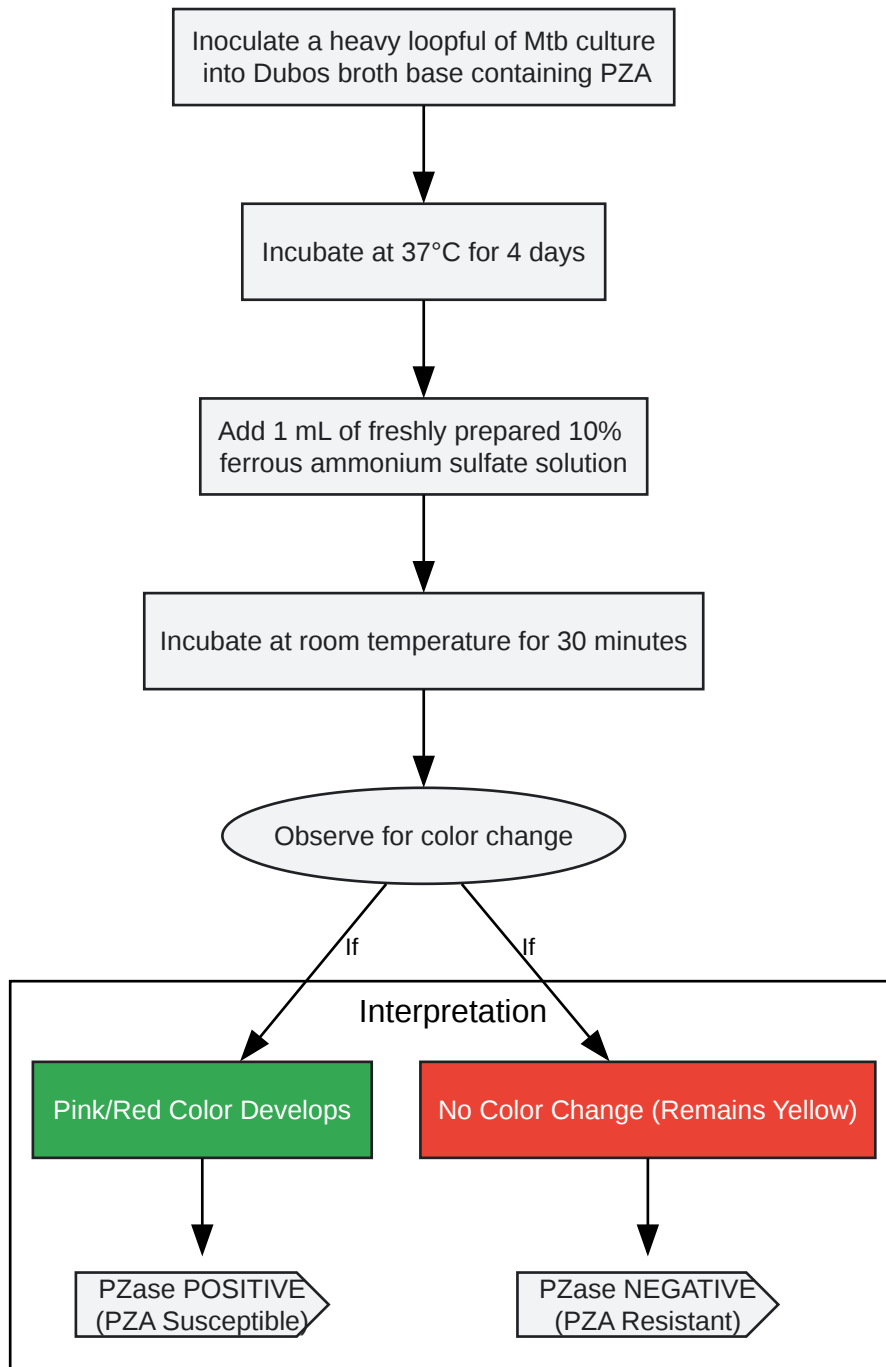 Inoculate a heavy loopful of Mtb culture
into Dubos broth base containing PZA
Incubate at 37°C for 4 days
Add 1 mL of freshly prepared 10%
ferrous ammonium sulfate solution
Incubate at room temperature for 30 minutes
Observe for color change
If
If
Interpretation
Pink/Red Color Develops
No Color Change (Remains Yellow)
PZase POSITIVE
(PZA Susceptible)
PZase NEGATIVE
(PZA Resistant)